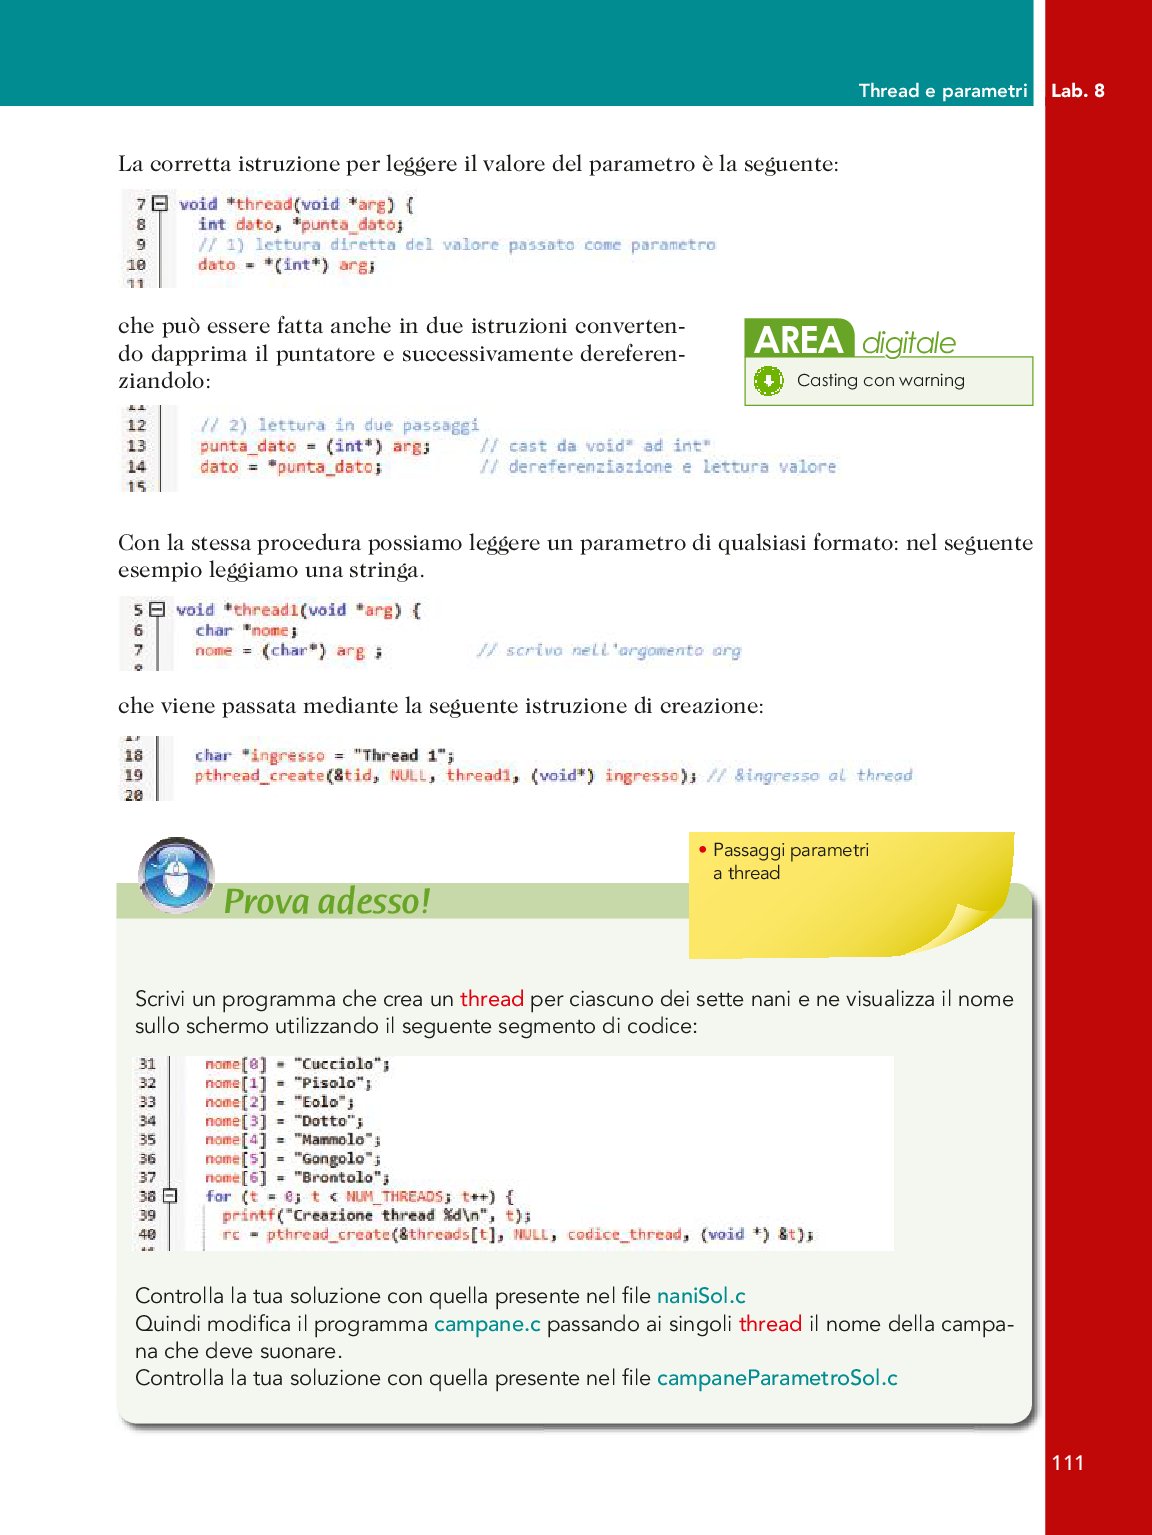 Thread e parametri Lab. 8
La corretta istruzione per leggere il valore del parametro è la seguente:
7 void *thread(void *arg) {
8 int dato, *punta_dato;
9 // 1) lettura diretta del valore passato come parametro
10 dato = *(int*) arg;
11
che può essere fatta anche in due istruzioni converten-
do dapprima il puntatore e successivamente dereferen-
ziandolo:
AREA digitale
Casting con warning
11
12 // 2) lettura in due passaggi
13 punta_dato = (int*) arg; // cast da void* ad int*
14 dato = *punta_dato; // dereferenziazione e lettura valore
15
Con la stessa procedura possiamo leggere un parametro di qualsiasi formato: nel seguente
esempio leggiamo una stringa.
5 void *thread1(void *arg) {
6 char *nome;
7 nome = (char*) arg ; // scrivo nell'argomento arg
8
che viene passata mediante la seguente istruzione di creazione:
17
18 char *ingresso = "Thread 1";
19 pthread_create(&tid, NULL, thread1, (void*) ingresso); // &ingresso al thread
20
• Passaggi parametri
a thread
Prova adesso!
Scrivi un programma che crea un thread per ciascuno dei sette nani e ne visualizza il nome
sullo schermo utilizzando il seguente segmento di codice:
31 nome[0] = "Cucciolo";
32 nome[1] = "Pisolo";
33 nome[2] = "Eolo";
34 nome[3] = "Dotto";
35 nome[4] = "Mammolo";
36 nome[5] = "Gongolo";
37 nome[6] = "Brontolo";
38 for (t = 0; t < NUM_THREADS; t++) {
39 printf("Creazione thread %d\n", t);
40 rc = pthread_create(&threads[t], NULL, codice_thread, (void *) &t);
Controlla la tua soluzione con quella presente nel file naniSol.c
Quindi modifica il programma campane.c passando ai singoli thread il nome della campa-
na che deve suonare.
Controlla la tua soluzione con quella presente nel file campaneParametroSol.c
111